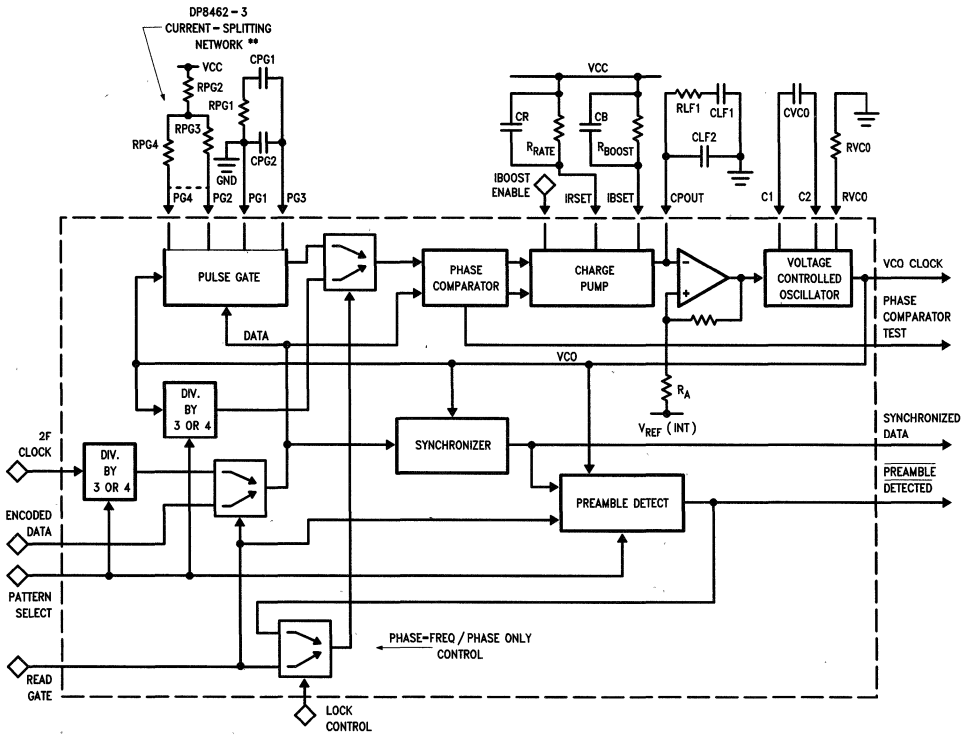 DP8462-3
CURRENT-SPLITTING
NETWORK **
VCC
RPG2
RPG4
RPG3
RPG1
CPG1
CPG2
GND
PG4
PG2
PG1
PG3
VCC
CR
RRATE
CB
RBOOST
IBOOST
ENABLE
IRSET
IBSET
CPOUT
RLF1
CLF1
CLF2
CVCO
RVCO
C1
C2
RVCO
PULSE GATE
PHASE
COMPARATOR
CHARGE
PUMP
-
+
VOLTAGE
CONTROLLED
OSCILLATOR
VCO CLOCK
PHASE
COMPARATOR
TEST
DATA
VCO
RA
VREF (INT)
DIV.
BY
3 OR 4
2F
CLOCK
DIV.
BY
3 OR 4
SYNCHRONIZER
SYNCHRONIZED
DATA
PREAMBLE DETECT
PREAMBLE
DETECTED
ENCODED
DATA
PATTERN
SELECT
PHASE-FREQ / PHASE ONLY
CONTROL
READ
GATE
LOCK
CONTROL